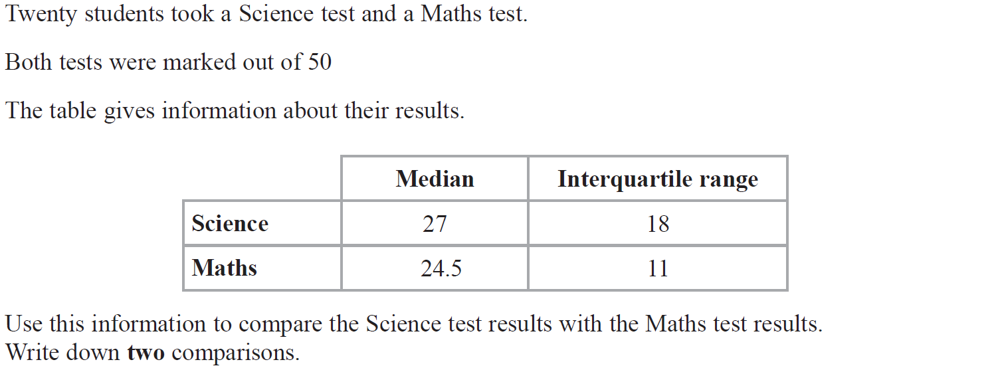 Twenty students took a Science test and a Maths test.
Both tests were marked out of 50
The table gives information about their results.
Median Interquartile range
Science 27 18
Maths 24.5 11
Use this information to compare the Science test results with the Maths test results.
Write down two comparisons.